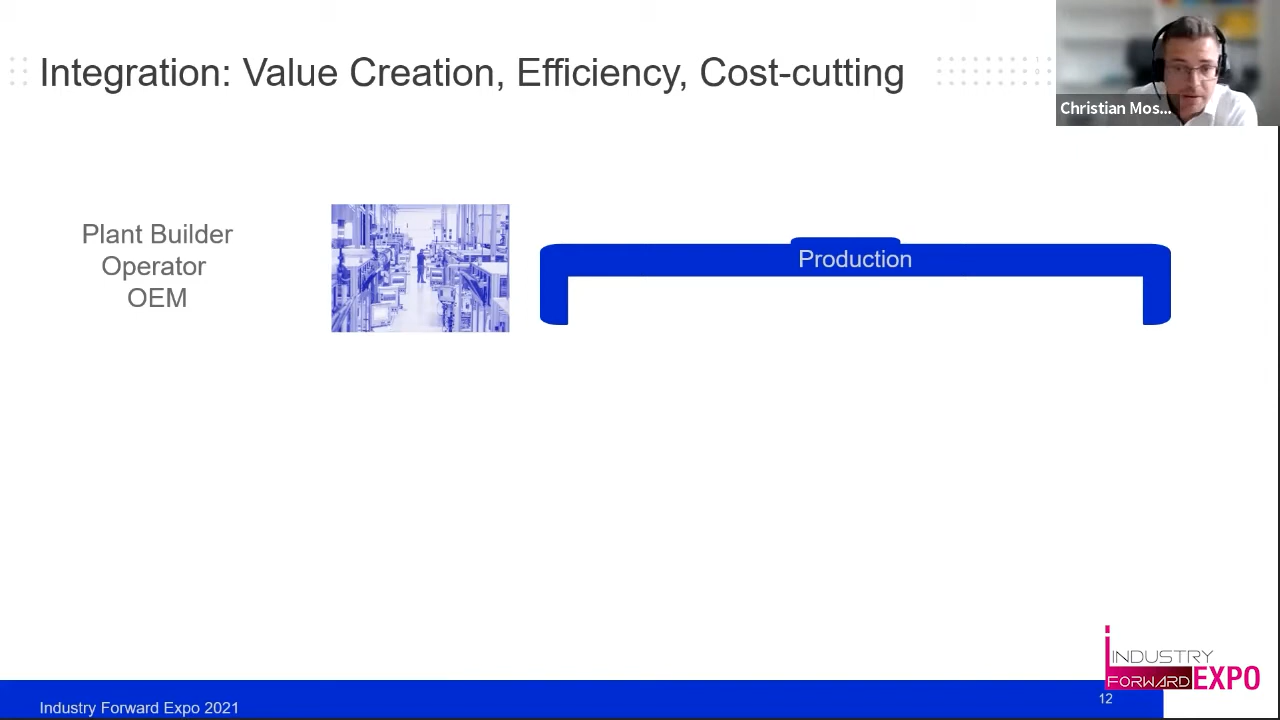 Integration: Value Creation, Efficiency, Cost-cutting
Christian Mos...
Plant Builder
Operator
OEM
Production
INDUSTRY
FORWARD EXPO
12
Industry Forward Expo 2021